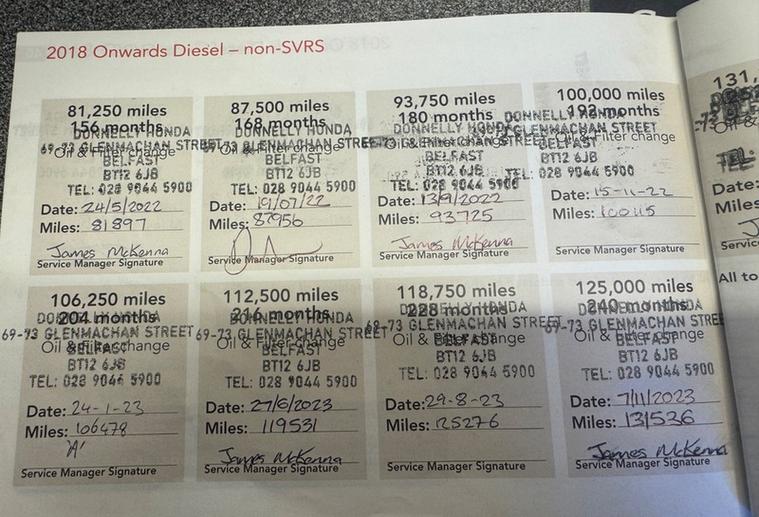 2018 Onwards Diesel – non-SVRS
81,250 miles
156 months
DONNELLY HONDA
69-73 GLENMACHAN STREET
Oil & Filter change
BELFAST
BT12 6JB
TEL: 028 9044 5900
Date: 24/5/2022
Miles: 81897
James McKenna
Service Manager Signature
87,500 miles
168 months
DONNELLY HONDA
69-73 GLENMACHAN STREET
Oil & Filter change
BELFAST
BT12 6JB
TEL: 028 9044 5900
Date: 19/07/22
Miles: 87956
Service Manager Signature
93,750 miles
180 months
DONNELLY HONDA
69-73 GLENMACHAN STREET
Oil & Filter change
BELFAST
BT12 6JB
TEL: 028 9044 5900
Date: 13/9/2022
Miles: 93725
James McKenna
Service Manager Signature
100,000 miles
192 months
DONNELLY HONDA
69-73 GLENMACHAN STREET
Oil & Filter change
BELFAST
BT12 6JB
TEL: 028 9044 5900
Date: 15-11-22
Miles: 100115
Service Manager Signature
106,250 miles
204 months
DONNELLY HONDA
69-73 GLENMACHAN STREET
Oil & Filter change
BELFAST
BT12 6JB
TEL: 028 9044 5900
Date: 24-1-23
Miles: 106478
'A'
Service Manager Signature
112,500 miles
216 months
DONNELLY HONDA
69-73 GLENMACHAN STREET
Oil & Filter change
BELFAST
BT12 6JB
TEL: 028 9044 5900
Date: 27/6/2023
Miles: 119531
James McKenna
Service Manager Signature
118,750 miles
228 months
DONNELLY HONDA
69-73 GLENMACHAN STREET
Oil & Filter change
BELFAST
BT12 6JB
TEL: 028 9044 5900
Date: 29-8-23
Miles: 125276
Service Manager Signature
125,000 miles
240 months
DONNELLY HONDA
69-73 GLENMACHAN STREET
Oil & Filter change
BELFAST
BT12 6JB
TEL: 028 9044 5900
Date: 7/11/2023
Miles: 131536
James McKenna
Service Manager Signature
131,
-73
Oil &
TEL:
Date:
Miles
Servic
All to